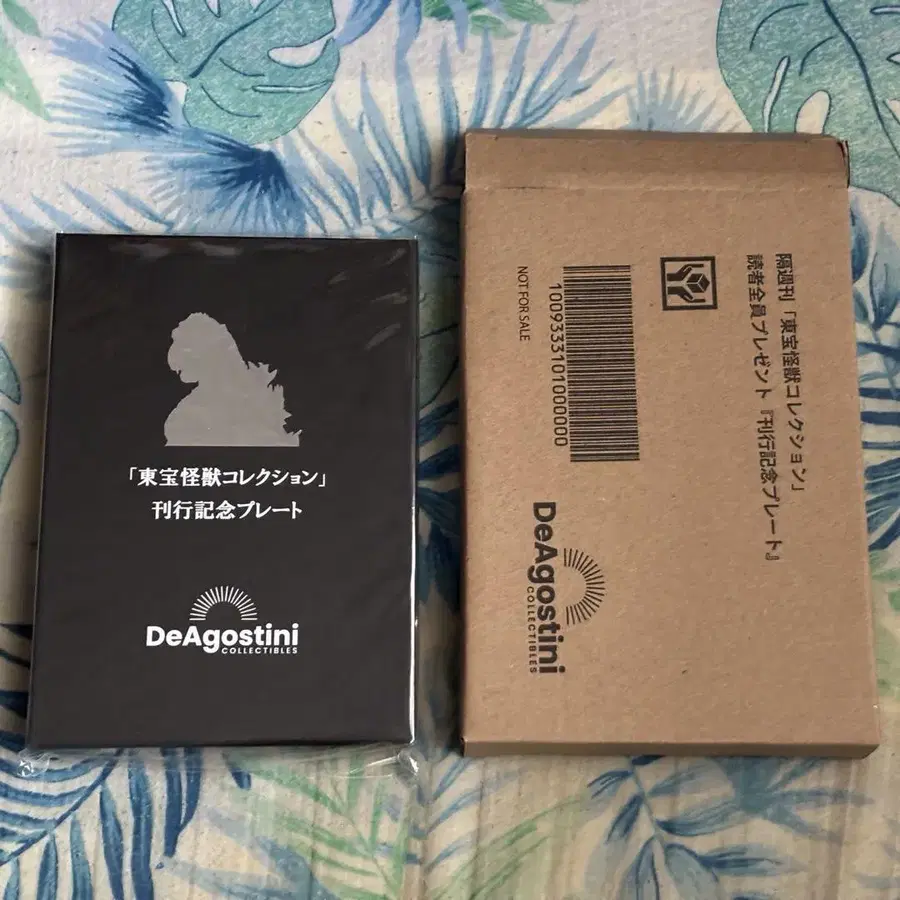 「東宝怪獣コレクション」
刊行記念プレート
DeAgostini
COLLECTIBLES
隔週刊「東宝怪獣コレクション」
読者全員プレゼント『刊行記念プレート』
NOT FOR SALE
1009333101000000
DeAgostini
COLLECTIBLES